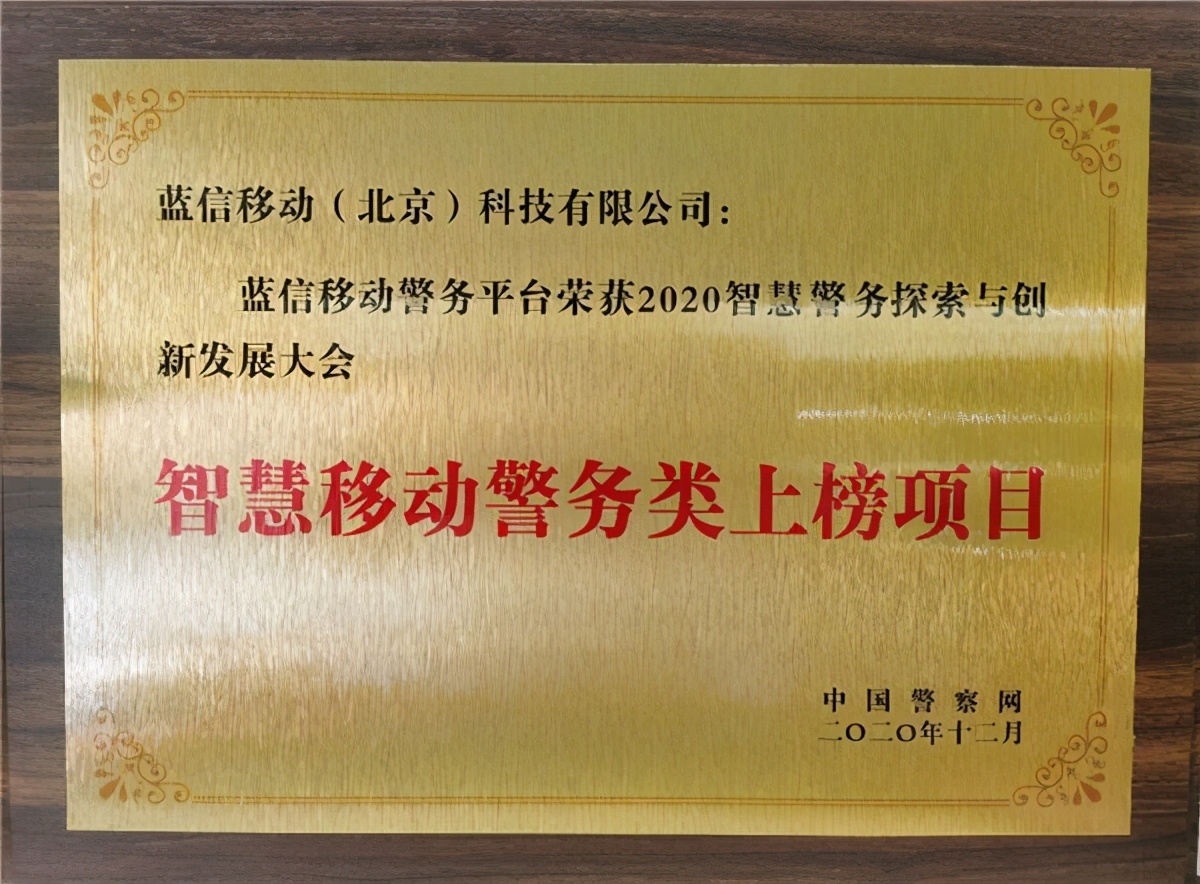 蓝信移动（北京）科技有限公司：
蓝信移动警务平台荣获2020智慧警务探索与创
新发展大会
智慧移动警务类上榜项目
中国警察网
二〇二〇年十二月